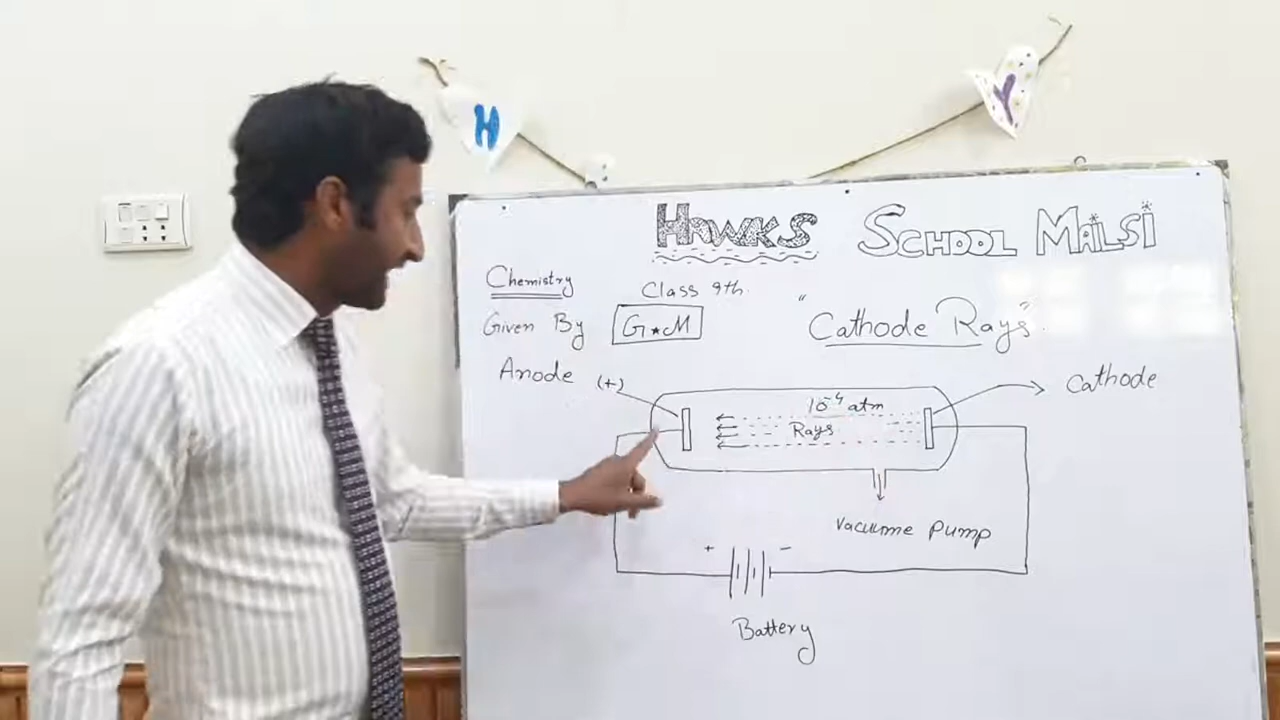 H
Y
HAWKS SCHOOL MAILSI
Chemistry Class 9th.
Given By G★M "Cathode Rays".
Anode (+) Cathode
10⁻⁴ atm
Rays
Vacuume Pump
+ −
Battery